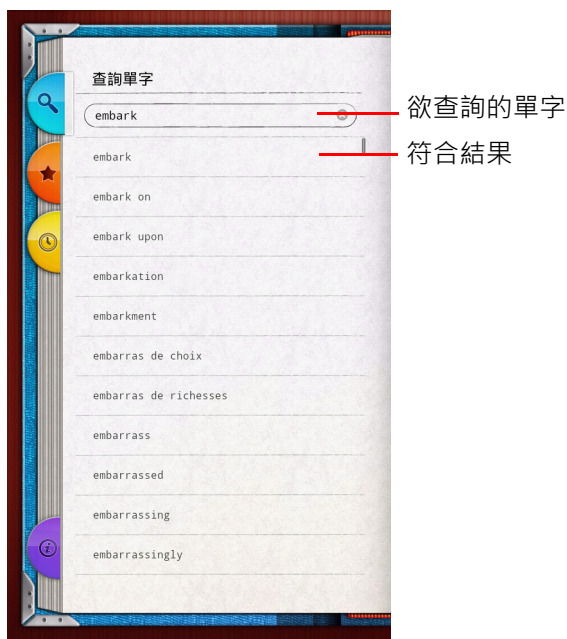 查詢單字
embark
欲查詢的單字
embark
符合結果
embark on
embark upon
embarkation
embarkment
embarras de choix
embarras de richesses
embarrass
embarrassed
embarrassing
embarrassingly